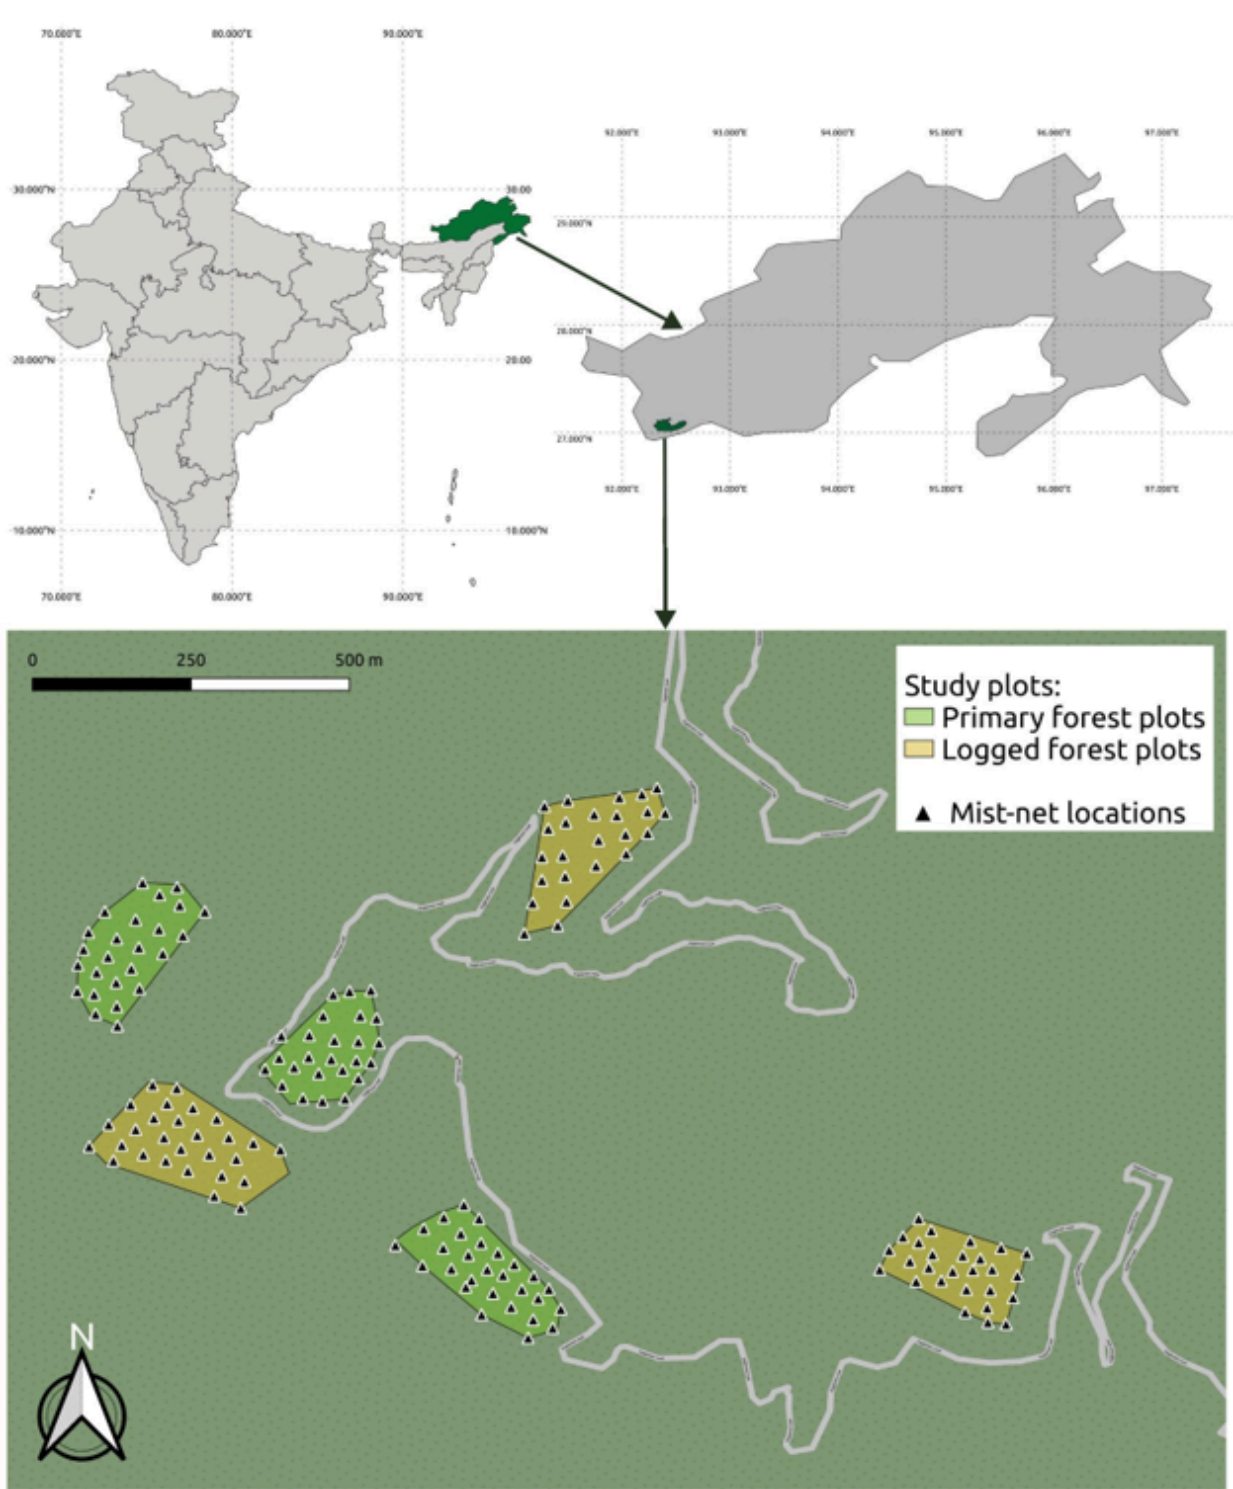 70.000°E 80.000°E 90.000°E
92.000°E 93.000°E 94.000°E 95.000°E 96.000°E 97.000°E
30.000°N 30.00
29.000°N
28.000°N
20.000°N 20.00
27.000°N
92.000°E 93.000°E 94.000°E 95.000°E 96.000°E 97.000°E
10.000°N 10.000°N
70.000°E 80.000°E 90.000°E
0 250 500 m
Study plots:
Primary forest plots
Logged forest plots
Mist-net locations
N